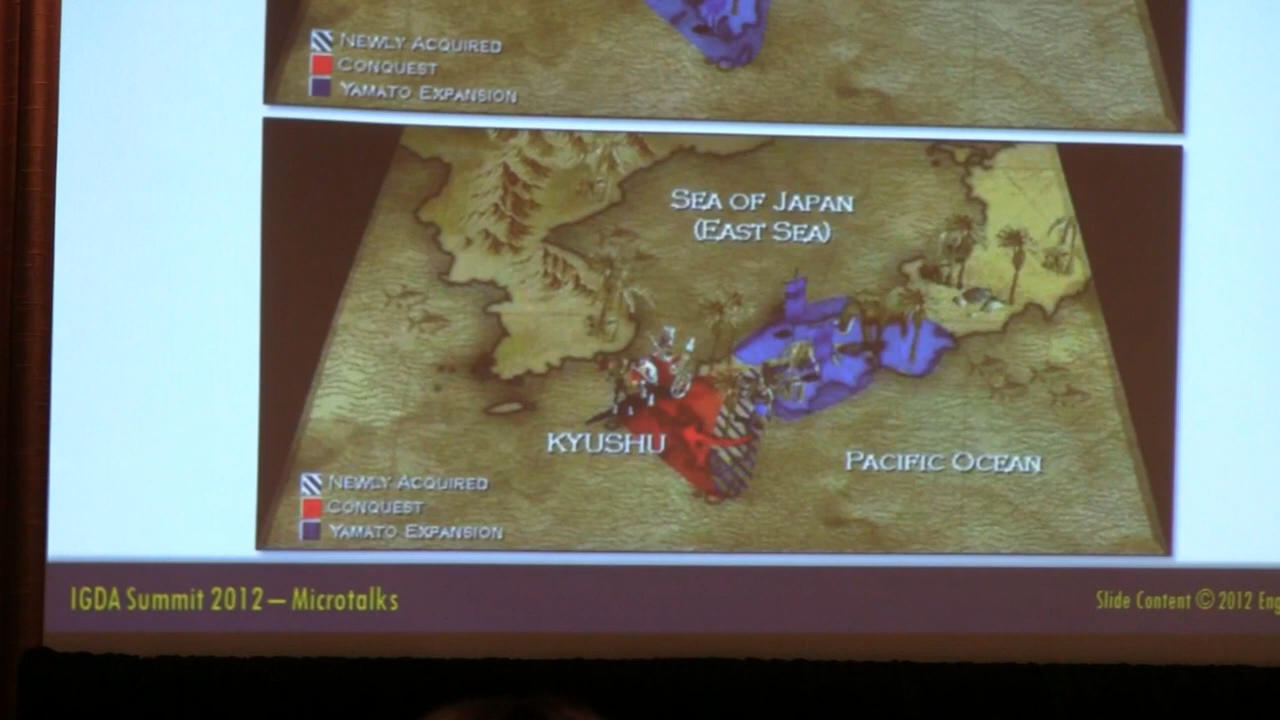 NEWLY ACQUIRED
CONQUEST
YAMATO EXPANSION
SEA OF JAPAN
(EAST SEA)
KYUSHU
PACIFIC OCEAN
NEWLY ACQUIRED
CONQUEST
YAMATO EXPANSION
IGDA Summit 2012 – Microtalks
Slide Content © 2012 Eng